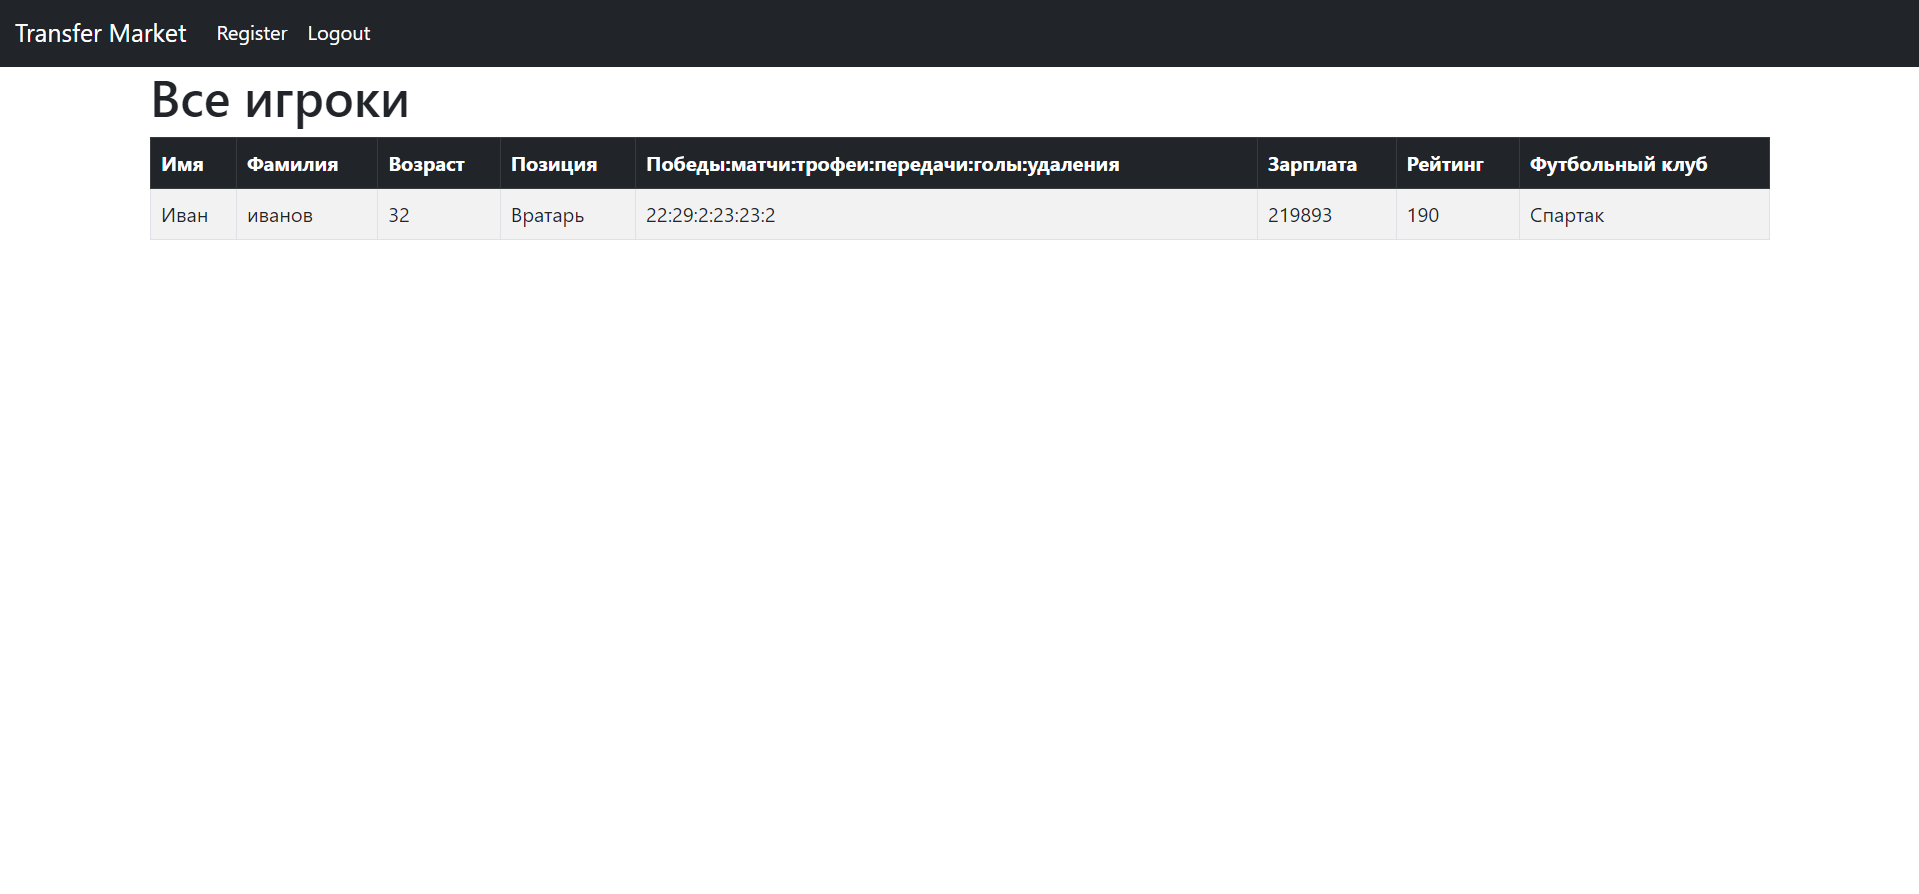 Transfer Market Register Logout
Все игроки
Имя Фамилия Возраст Позиция Победы:матчи:трофеи:передачи:голы:удаления Зарплата Рейтинг Футбольный клуб
Иван иванов 32 Вратарь 22:29:2:23:23:2 219893 190 Спартак